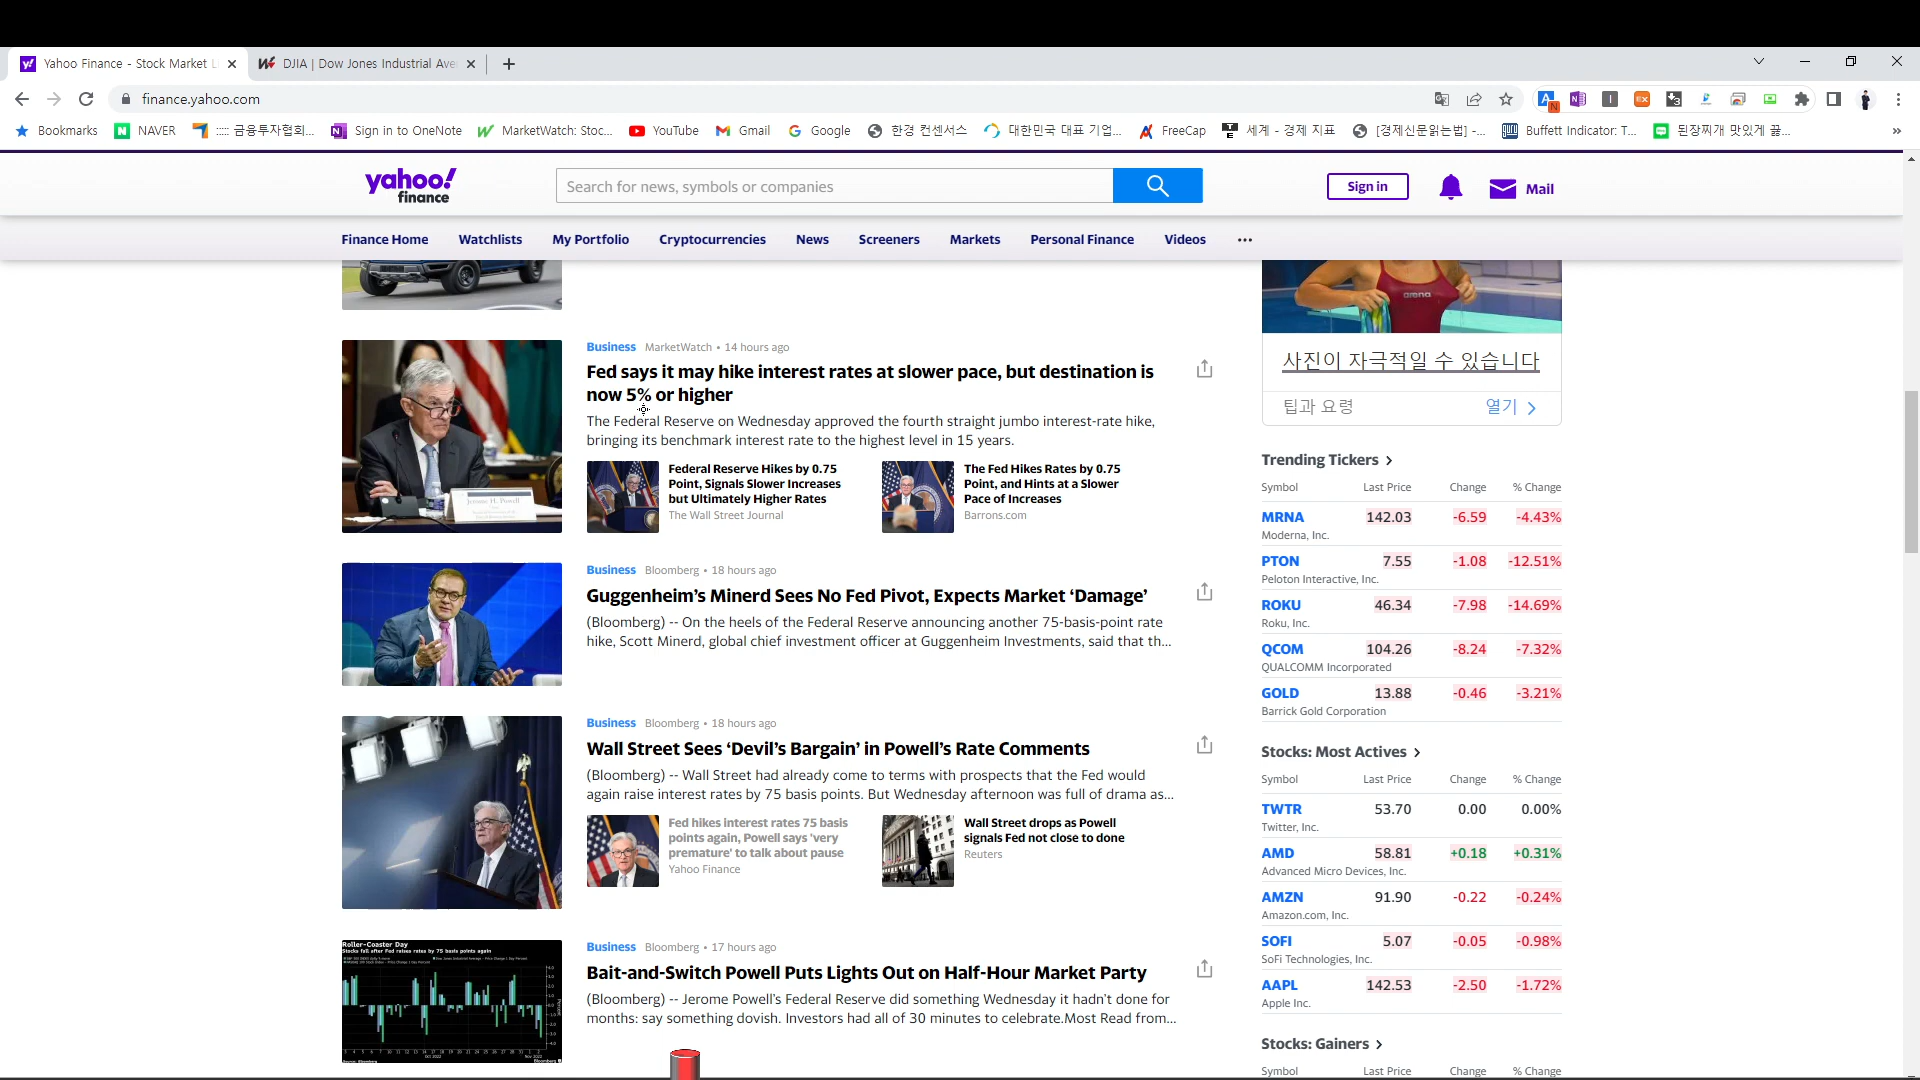 Yahoo Finance - Stock Market L
DJIA | Dow Jones Industrial Ave
finance.yahoo.com
Bookmarks
NAVER
::::: 금융투자협회...
Sign in to OneNote
MarketWatch: Stoc...
YouTube
Gmail
Google
한경 컨센서스
대한민국 대표 기업...
FreeCap
세계 - 경제 지표
[경제신문읽는법] -...
Buffett Indicator: T...
된장찌개 맛있게 끓...
»
yahoo!
finance
Search for news, symbols or companies
Sign in
Mail
Finance Home
Watchlists
My Portfolio
Cryptocurrencies
News
Screeners
Markets
Personal Finance
Videos
...
Business MarketWatch • 14 hours ago
Fed says it may hike interest rates at slower pace, but destination is
now 5% or higher
The Federal Reserve on Wednesday approved the fourth straight jumbo interest-rate hike,
bringing its benchmark interest rate to the highest level in 15 years.
Federal Reserve Hikes by 0.75
Point, Signals Slower Increases
but Ultimately Higher Rates
The Wall Street Journal
The Fed Hikes Rates by 0.75
Point, and Hints at a Slower
Pace of Increases
Barrons.com
Business Bloomberg • 18 hours ago
Guggenheim's Minerd Sees No Fed Pivot, Expects Market 'Damage'
(Bloomberg) -- On the heels of the Federal Reserve announcing another 75-basis-point rate
hike, Scott Minerd, global chief investment officer at Guggenheim Investments, said that th...
Business Bloomberg • 18 hours ago
Wall Street Sees 'Devil's Bargain' in Powell's Rate Comments
(Bloomberg) -- Wall Street had already come to terms with prospects that the Fed would
again raise interest rates by 75 basis points. But Wednesday afternoon was full of drama as...
Fed hikes interest rates 75 basis
points again, Powell says 'very
premature' to talk about pause
Yahoo Finance
Wall Street drops as Powell
signals Fed not close to done
Reuters
Roller-Coaster Day
Stocks fall after Fed raises rates by 75 basis points again
Business Bloomberg • 17 hours ago
Bait-and-Switch Powell Puts Lights Out on Half-Hour Market Party
(Bloomberg) -- Jerome Powell's Federal Reserve did something Wednesday it hadn't done for
months: say something dovish. Investors had all of 30 minutes to celebrate.Most Read from...
arena
사진이 자극적일 수 있습니다
팁과 요령
열기
Trending Tickers
Symbol Last Price Change % Change
MRNA 142.03 -6.59 -4.43%
Moderna, Inc.
PTON 7.55 -1.08 -12.51%
Peloton Interactive, Inc.
ROKU 46.34 -7.98 -14.69%
Roku, Inc.
QCOM 104.26 -8.24 -7.32%
QUALCOMM Incorporated
GOLD 13.88 -0.46 -3.21%
Barrick Gold Corporation
Stocks: Most Actives
Symbol Last Price Change % Change
TWTR 53.70 0.00 0.00%
Twitter, Inc.
AMD 58.81 +0.18 +0.31%
Advanced Micro Devices, Inc.
AMZN 91.90 -0.22 -0.24%
Amazon.com, Inc.
SOFI 5.07 -0.05 -0.98%
SoFi Technologies, Inc.
AAPL 142.53 -2.50 -1.72%
Apple Inc.
Stocks: Gainers
Symbol Last Price Change % Change